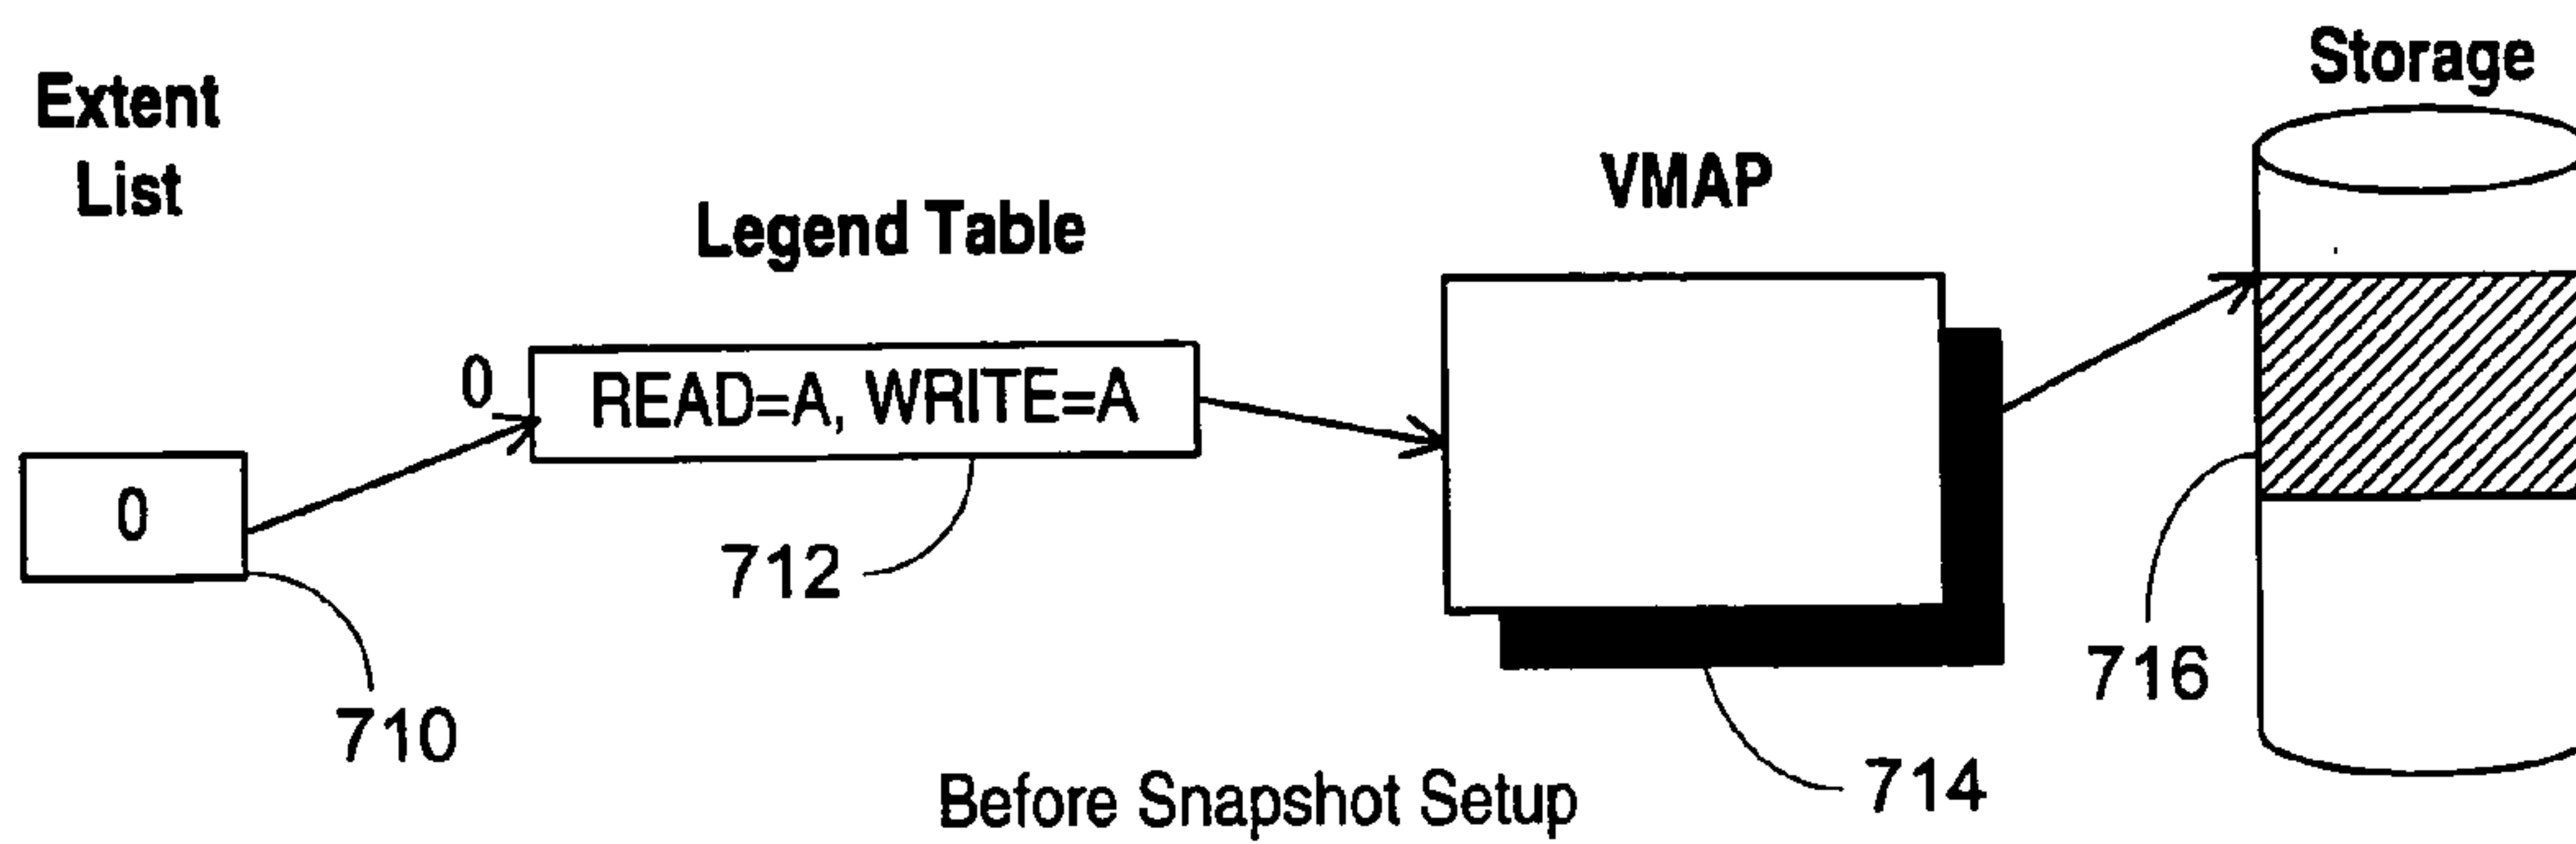 Storage
Extent
List
VMAP
Legend Table
0
READ=A, WRITE=A
0
712
716
710
714
Before Snapshot Setup